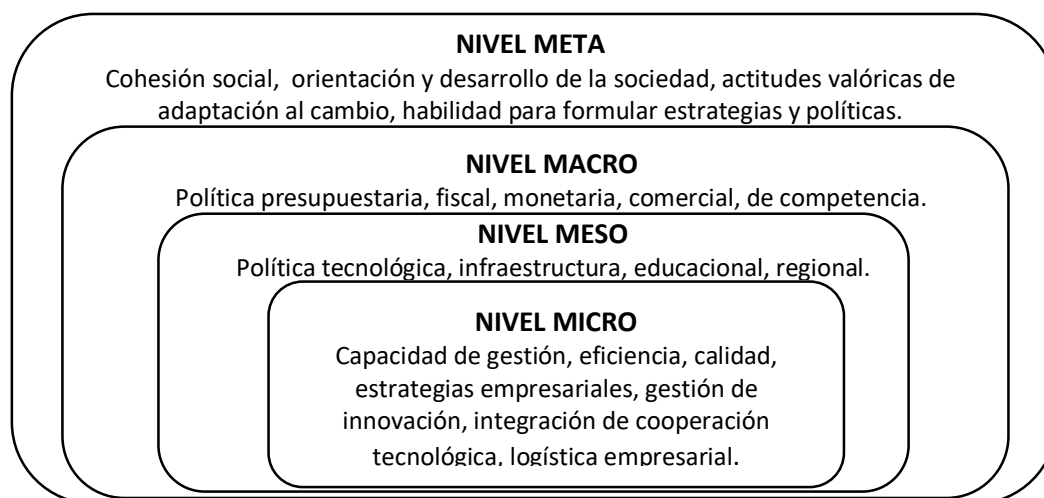 NIVEL META
Cohesión social, orientación y desarrollo de la sociedad, actitudes valóricas de
adaptación al cambio, habilidad para formular estrategias y políticas.
NIVEL MACRO
Política presupuestaria, fiscal, monetaria, comercial, de competencia.
NIVEL MESO
Política tecnológica, infraestructura, educacional, regional.
NIVEL MICRO
Capacidad de gestión, eficiencia, calidad,
estrategias empresariales, gestión de
innovación, integración de cooperación
tecnológica, logística empresarial.